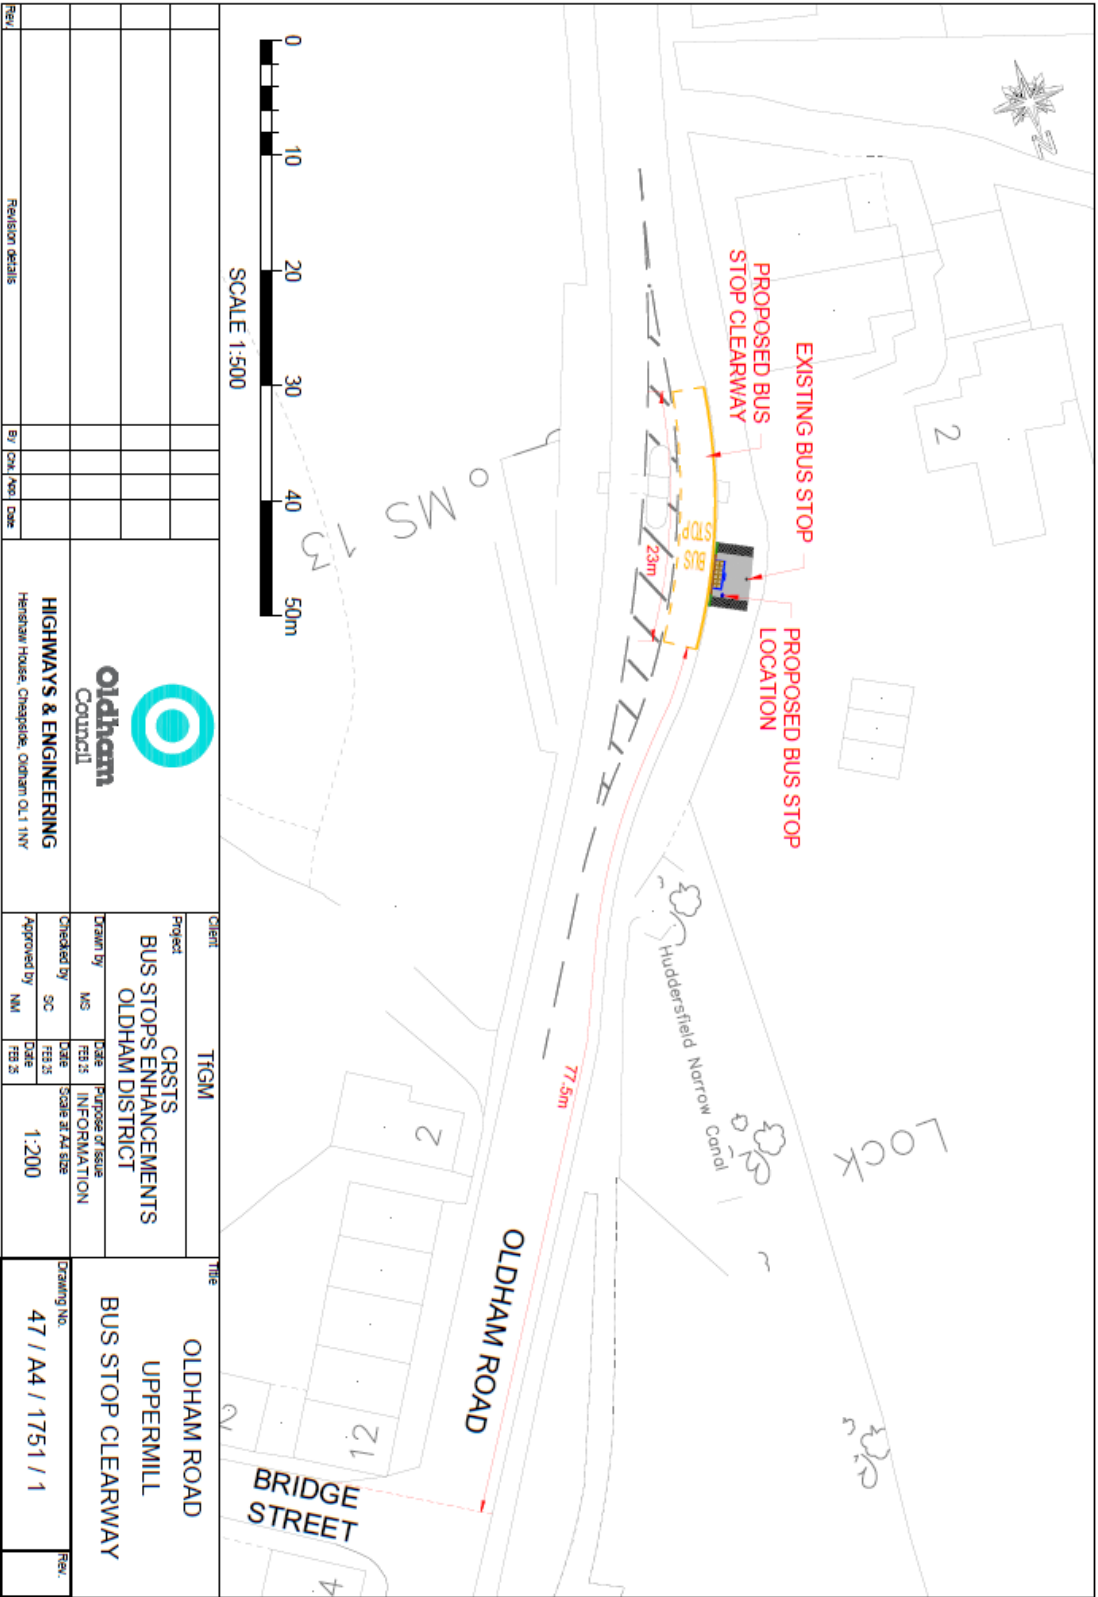 PROPOSED BUS
STOP CLEARWAY
EXISTING BUS STOP
PROPOSED BUS STOP
LOCATION
BUS
STOP
23m
77.5m
2
Huddersfield Narrow Canal
LOCK
MS
13
2
12
2
4
N
OLDHAM ROAD
BRIDGE
STREET
0 10 20 30 40 50m
SCALE 1:500
Rev. Revision details By Chk. App. Date
Oldham
Council
HIGHWAYS & ENGINEERING
Henshaw House, Cheapside, Oldham OL1 1NY
Client
TfGM
Project
CRSTS
BUS STOPS ENHANCEMENTS
OLDHAM DISTRICT
Drawn by MS Date FEB 25
Purpose of issue
INFORMATION
Checked by SC Date FEB 25
Scale at A4 size
1:200
Approved by NM Date FEB 25
Title
OLDHAM ROAD
UPPERMILL
BUS STOP CLEARWAY
Drawing No.
47 / A4 / 1751 / 1
Rev.